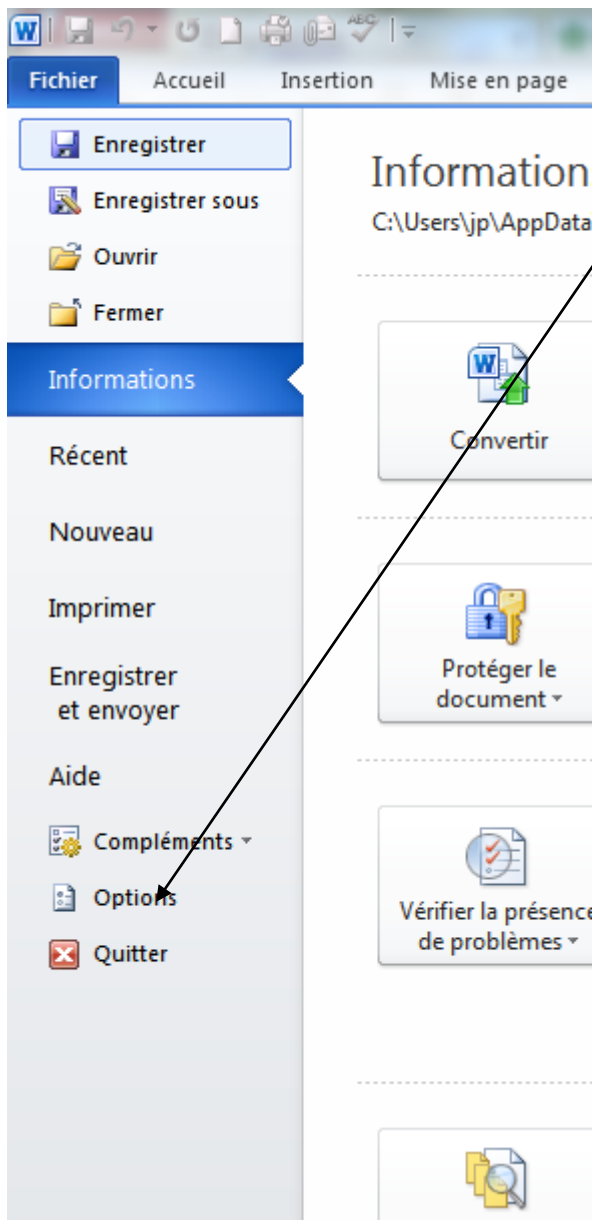 W
ABC
Fichier Accueil Insertion Mise en page
Enregistrer
Enregistrer sous
Ouvrir
Fermer
Informations
Récent
Nouveau
Imprimer
Enregistrer
et envoyer
Aide
Compléments
Options
Quitter
Information
C:\Users\jp\AppData
W
Convertir
Protéger le
document
Vérifier la présence
de problèmes